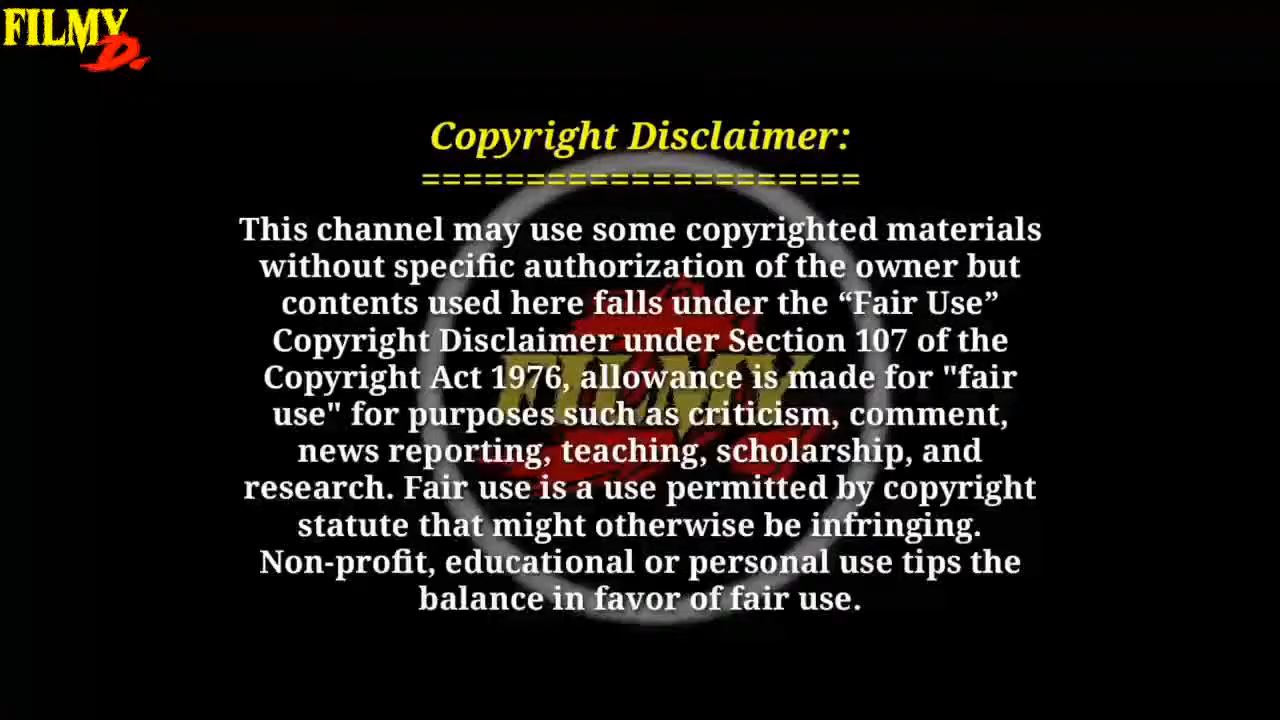 FILMY
D.
Copyright Disclaimer:
=====================
This channel may use some copyrighted materials
without specific authorization of the owner but
contents used here falls under the “Fair Use”
Copyright Disclaimer under Section 107 of the
Copyright Act 1976, allowance is made for "fair
use" for purposes such as criticism, comment,
news reporting, teaching, scholarship, and
research. Fair use is a use permitted by copyright
statute that might otherwise be infringing.
Non-profit, educational or personal use tips the
balance in favor of fair use.
FILMY